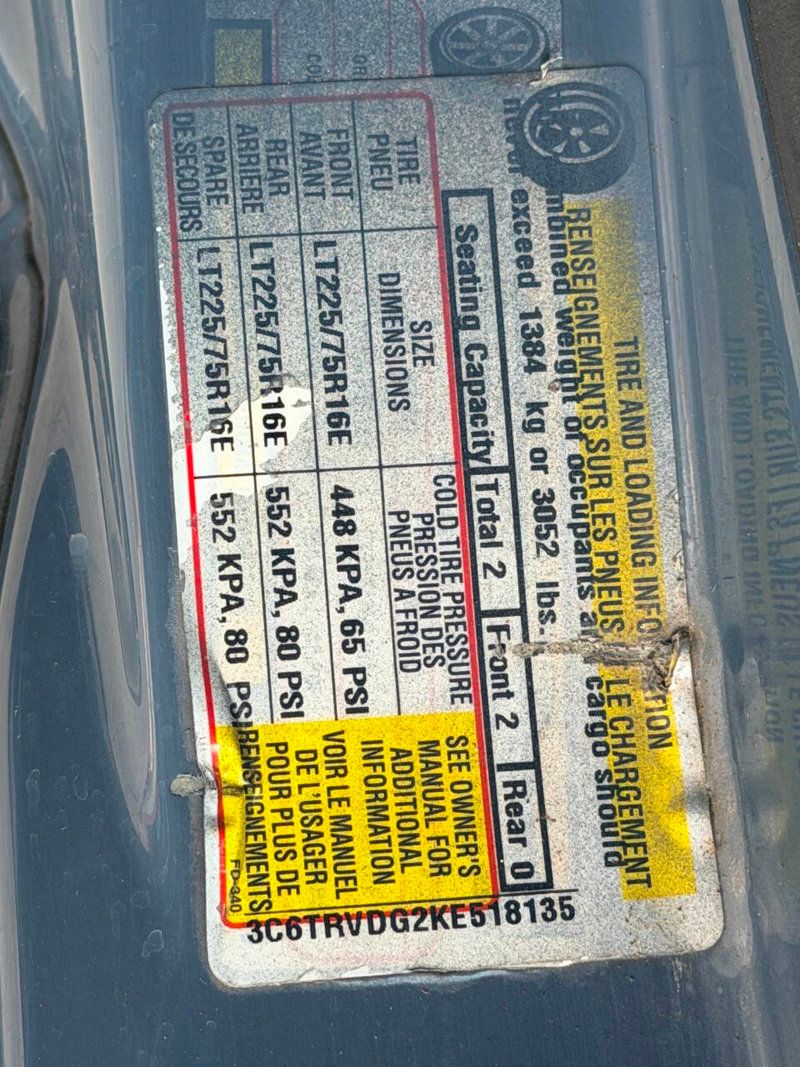 TIRE AND LOADING INFORMATION
RENSEIGNEMENTS SUR LES PNEUS LE CHARGEMENT
combined weight of occupants and cargo should
never exceed 1384 kg or 3052 lbs.
Seating Capacity Total 2 Front 2 Rear 0
TIRE
PNEU
SIZE
DIMENSIONS
COLD TIRE PRESSURE
PRESSION DES
PNEUS A FROID
FRONT
AVANT
LT225/75R16E
448 KPA, 65 PSI
REAR
ARRIÈRE
LT225/75R16E
552 KPA, 80 PSI
SPARE
DE SECOURS
LT225/75R16E
552 KPA, 80 PSI
SEE OWNER'S
MANUAL FOR
ADDITIONAL
INFORMATION
VOIR LE MANUEL
DE L'USAGER
POUR PLUS DE
RENSEIGNEMENTS
3C6TRVDG2KE518135